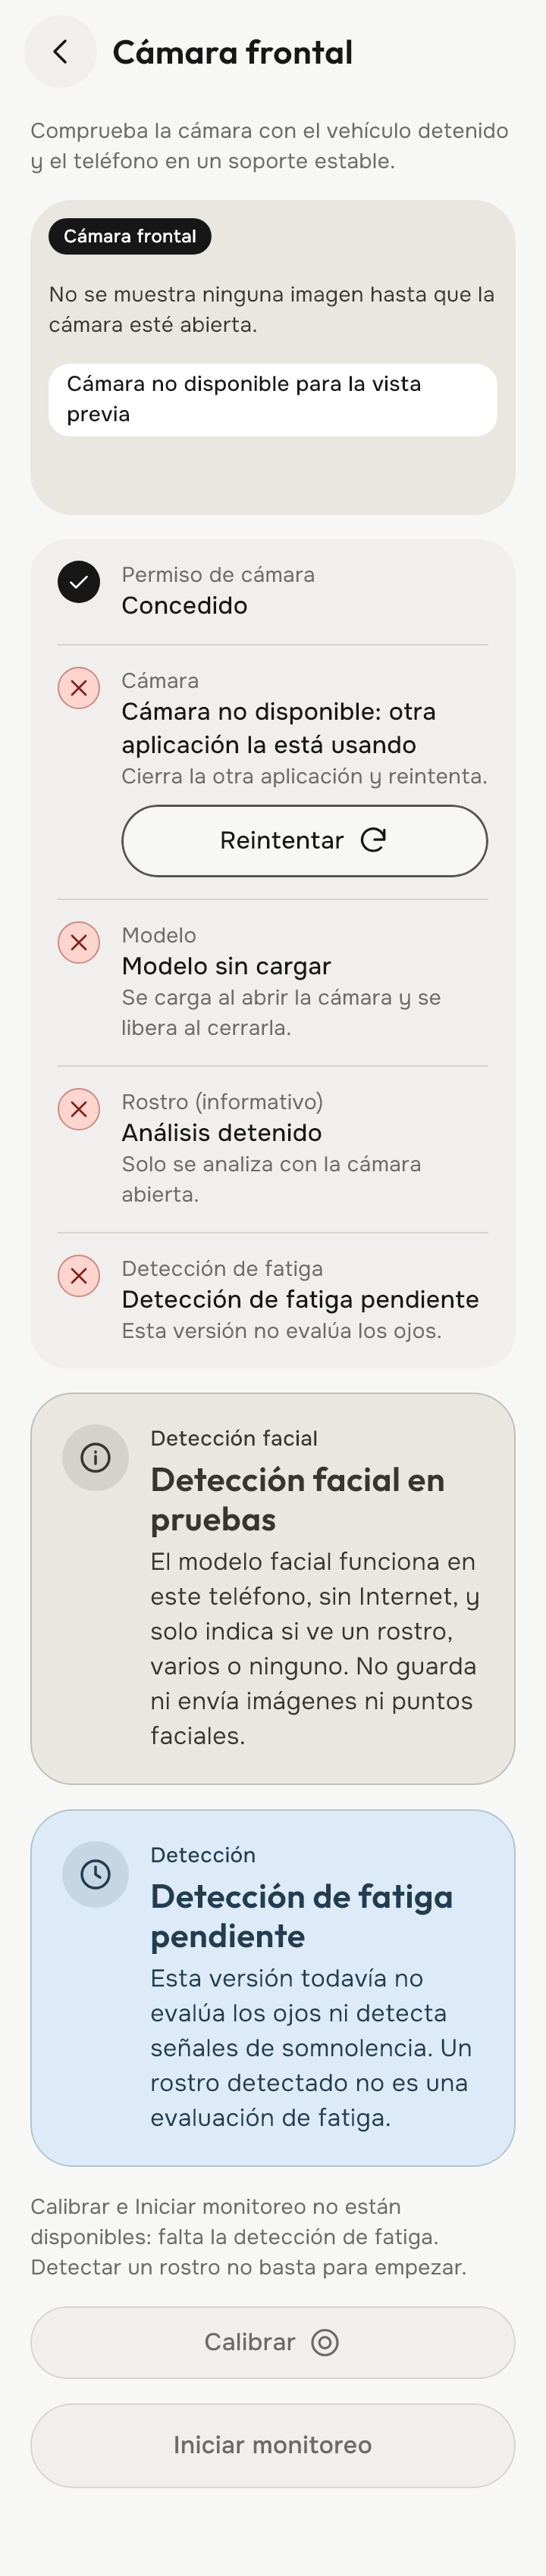 Cámara frontal
Comprueba la cámara con el vehículo detenido
y el teléfono en un soporte estable.
Cámara frontal
No se muestra ninguna imagen hasta que la
cámara esté abierta.
Cámara no disponible para la vista
previa
Permiso de cámara
Concedido
Cámara
Cámara no disponible: otra
aplicación la está usando
Cierra la otra aplicación y reintenta.
Reintentar
Modelo
Modelo sin cargar
Se carga al abrir la cámara y se
libera al cerrarla.
Rostro (informativo)
Análisis detenido
Solo se analiza con la cámara
abierta.
Detección de fatiga
Detección de fatiga pendiente
Esta versión no evalúa los ojos.
Detección facial
Detección facial en
pruebas
El modelo facial funciona en
este teléfono, sin Internet, y
solo indica si ve un rostro,
varios o ninguno. No guarda
ni envía imágenes ni puntos
faciales.
Detección
Detección de fatiga
pendiente
Esta versión todavía no
evalúa los ojos ni detecta
señales de somnolencia. Un
rostro detectado no es una
evaluación de fatiga.
Calibrar e Iniciar monitoreo no están
disponibles: falta la detección de fatiga.
Detectar un rostro no basta para empezar.
Calibrar
Iniciar monitoreo